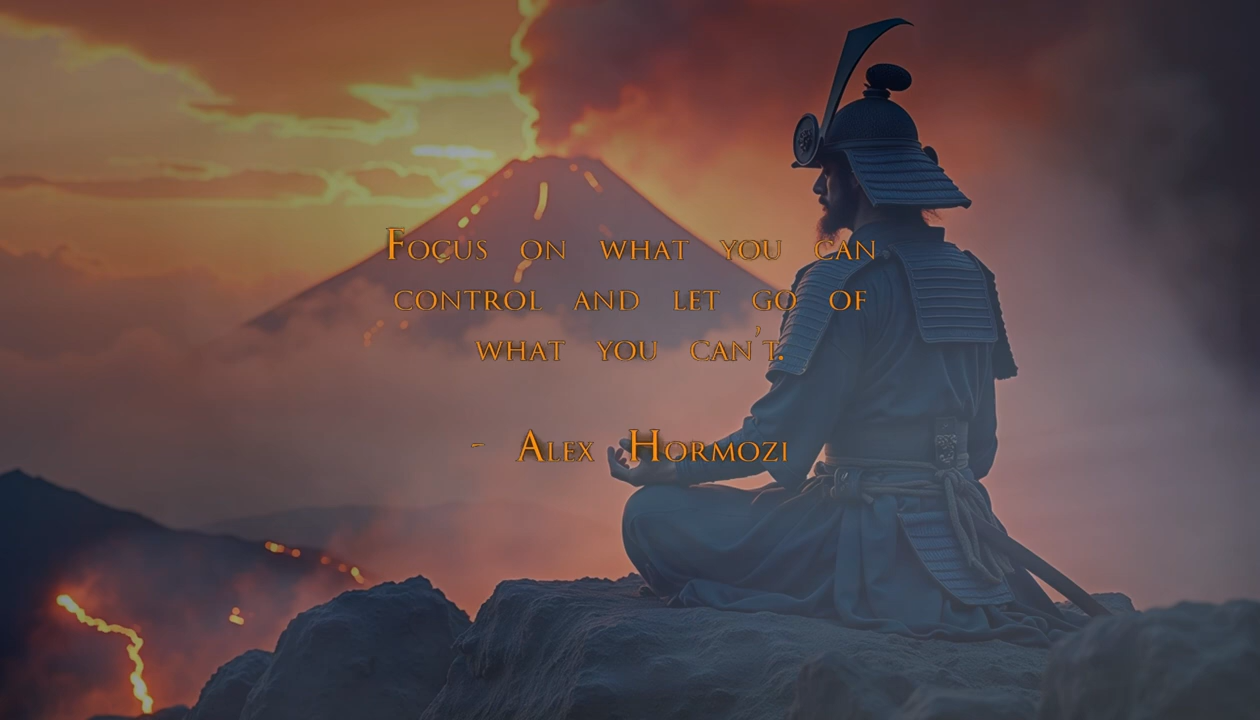 Focus on what you can
control and let go of
what you can't.
- Alex Hormozi